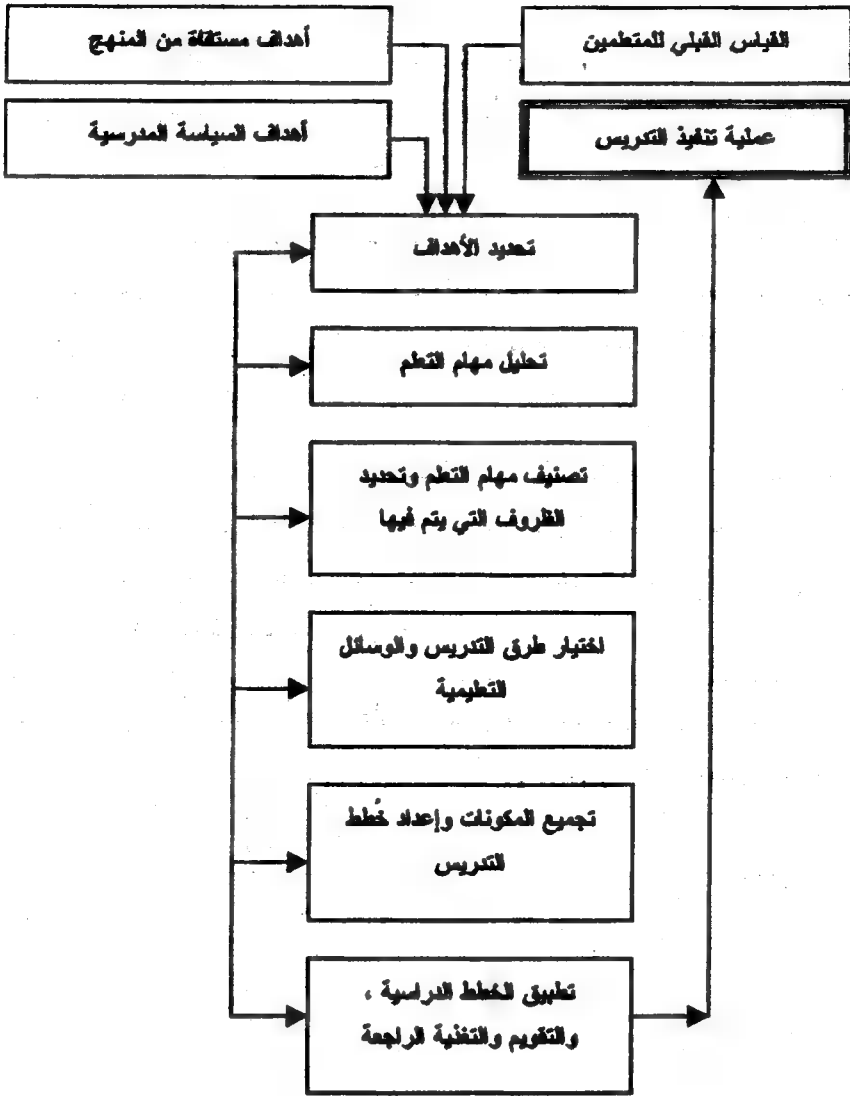 القياس القبلي للمتعلمين
أهداف مستقاة من المنهج
عملية تنفيذ التدريس
أهداف السياسة المدرسية
تحديد الأهداف
تحليل مهام التعلم
تصنيف مهام التعلم وتحديد
الظروف التي يتم فيها
اختيار طرق التدريس والوسائل
التعليمية
تجميع المكونات وإعداد خُطط
التدريس
تطبيق الخطط الدراسية ،
والتقويم والتغذية الراجعة